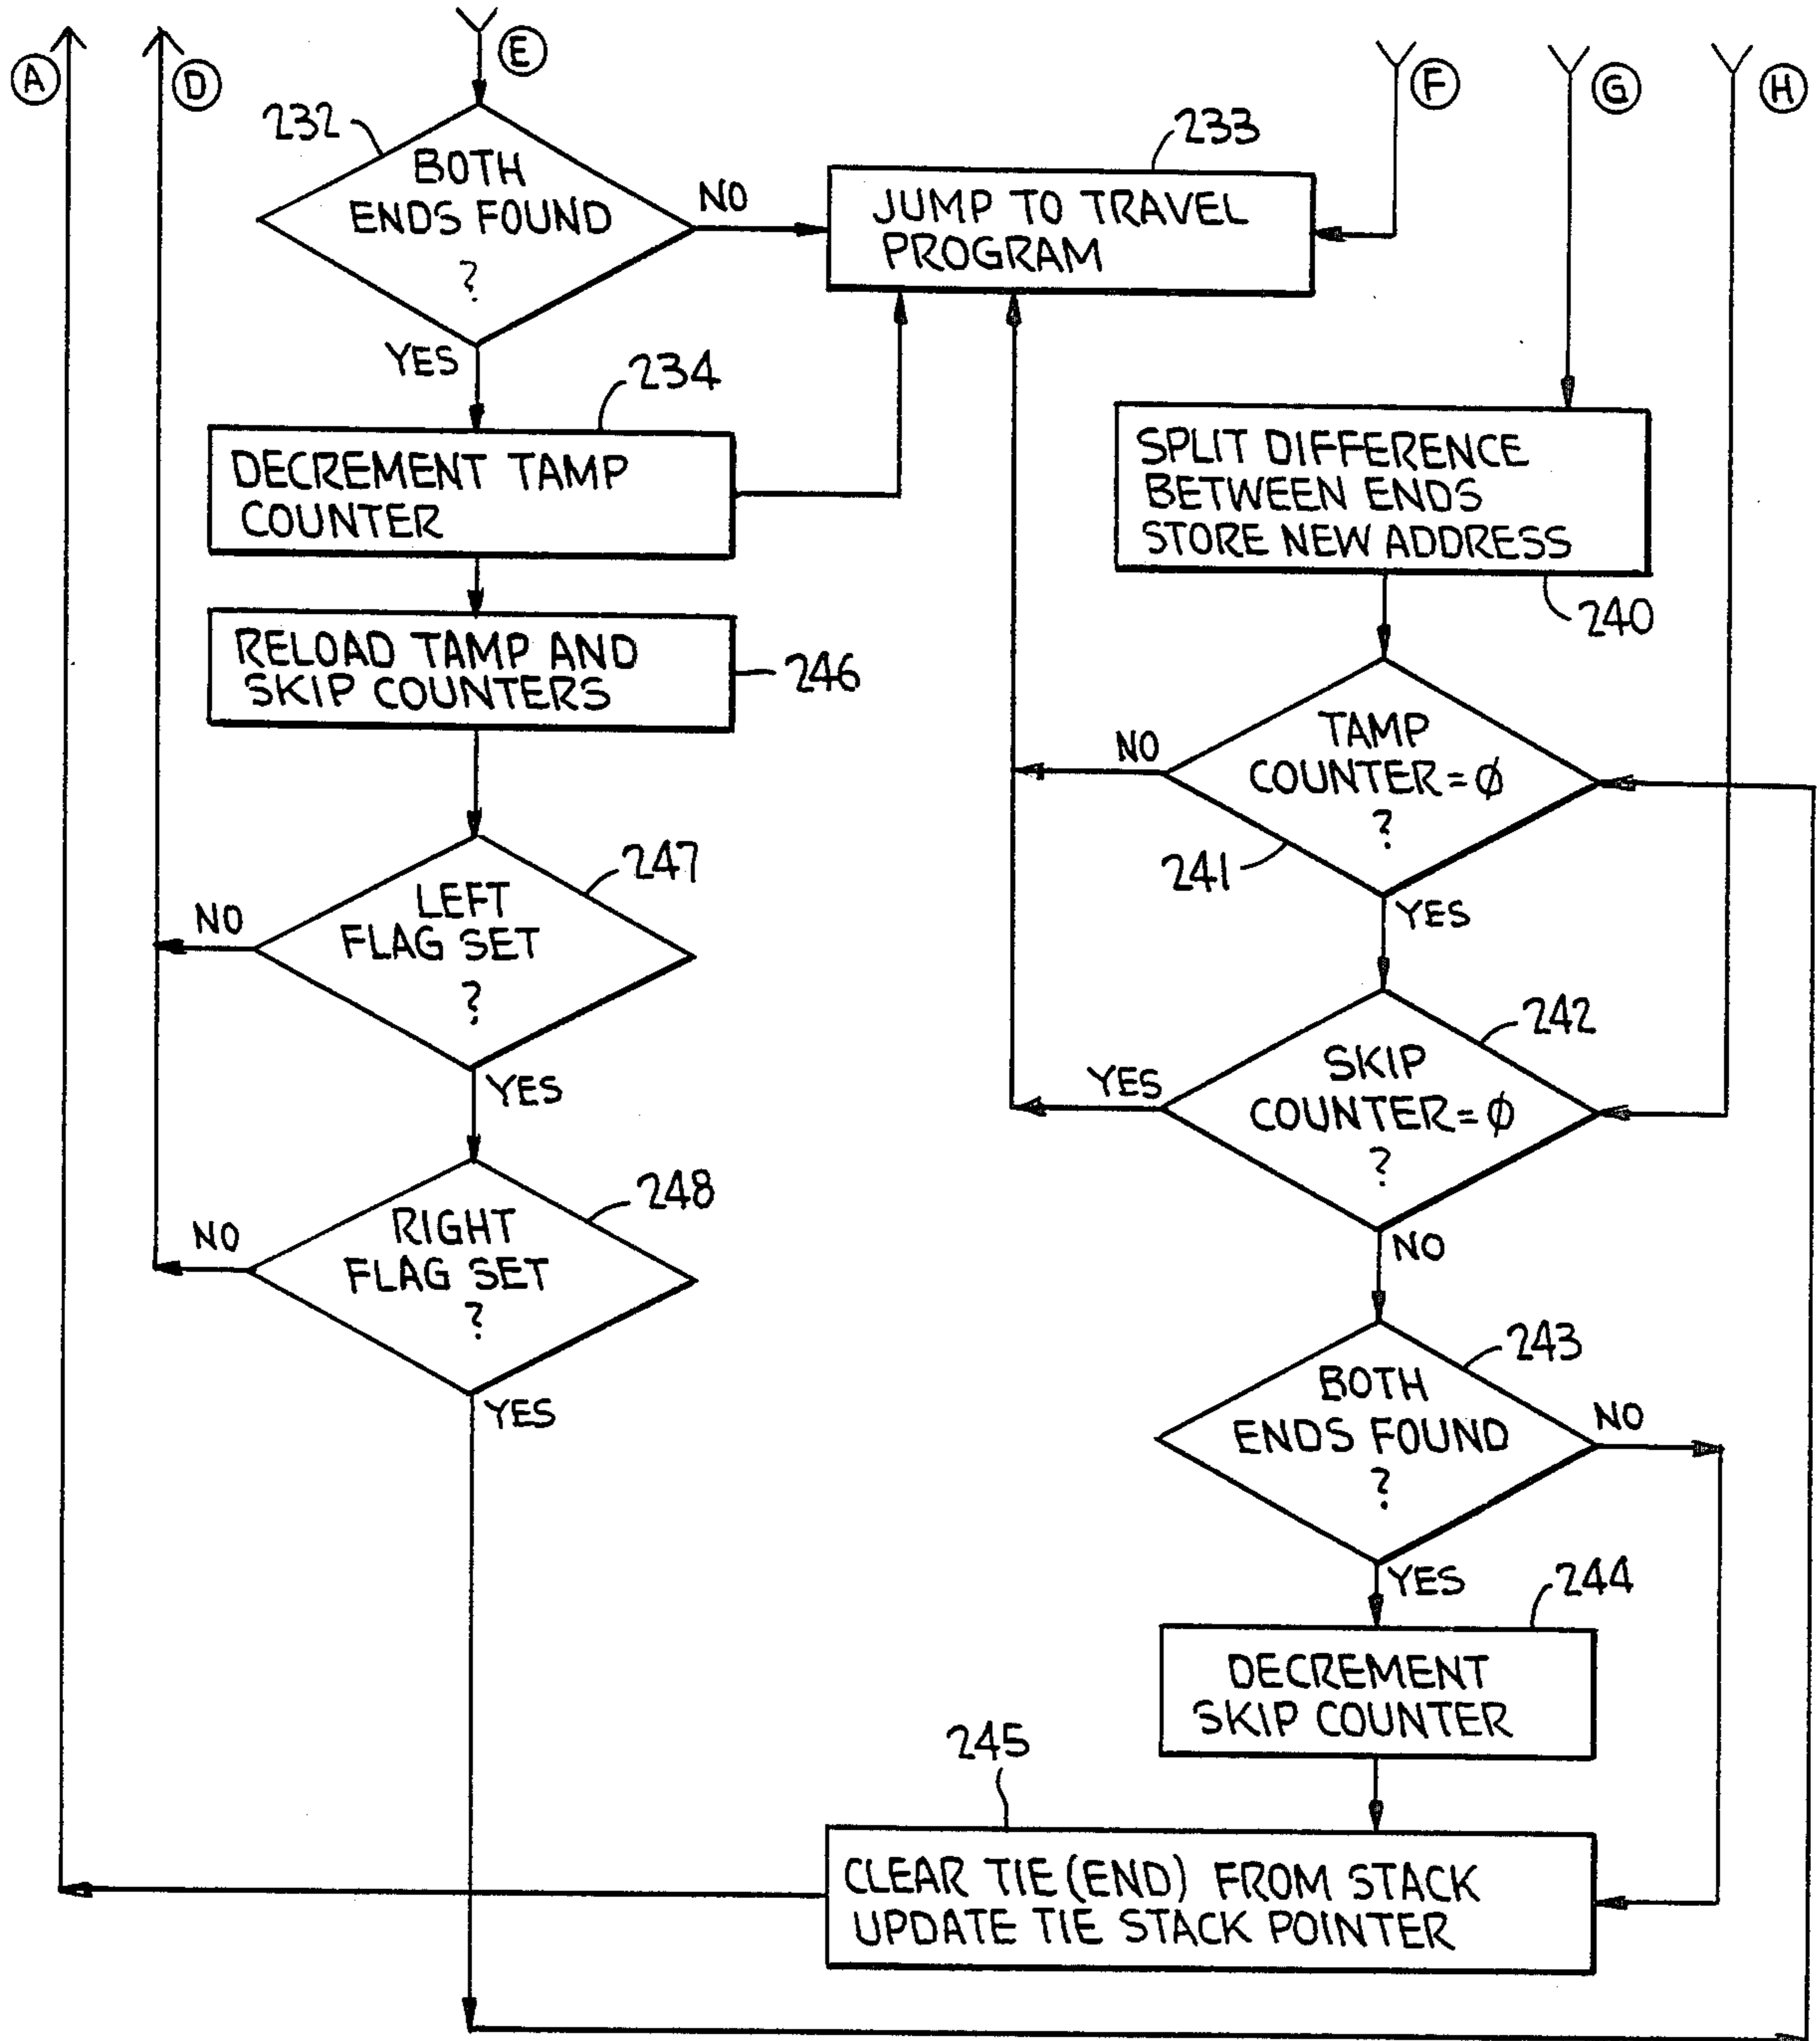 A
D
E
F
G
H
232
BOTH
ENDS FOUND
?
NO
YES
233
JUMP TO TRAVEL
PROGRAM
234
DECREMENT TAMP
COUNTER
RELOAD TAMP AND
SKIP COUNTERS
246
247
LEFT
FLAG SET
?
NO
YES
248
RIGHT
FLAG SET
?
NO
YES
SPLIT DIFFERENCE
BETWEEN ENDS
STORE NEW ADDRESS
240
TAMP
COUNTER = Ø
?
NO
241
YES
242
SKIP
COUNTER = Ø
?
YES
NO
243
BOTH
ENDS FOUND
?
NO
YES
244
DECREMENT
SKIP COUNTER
245
CLEAR TIE (END) FROM STACK
UPDATE TIE STACK POINTER